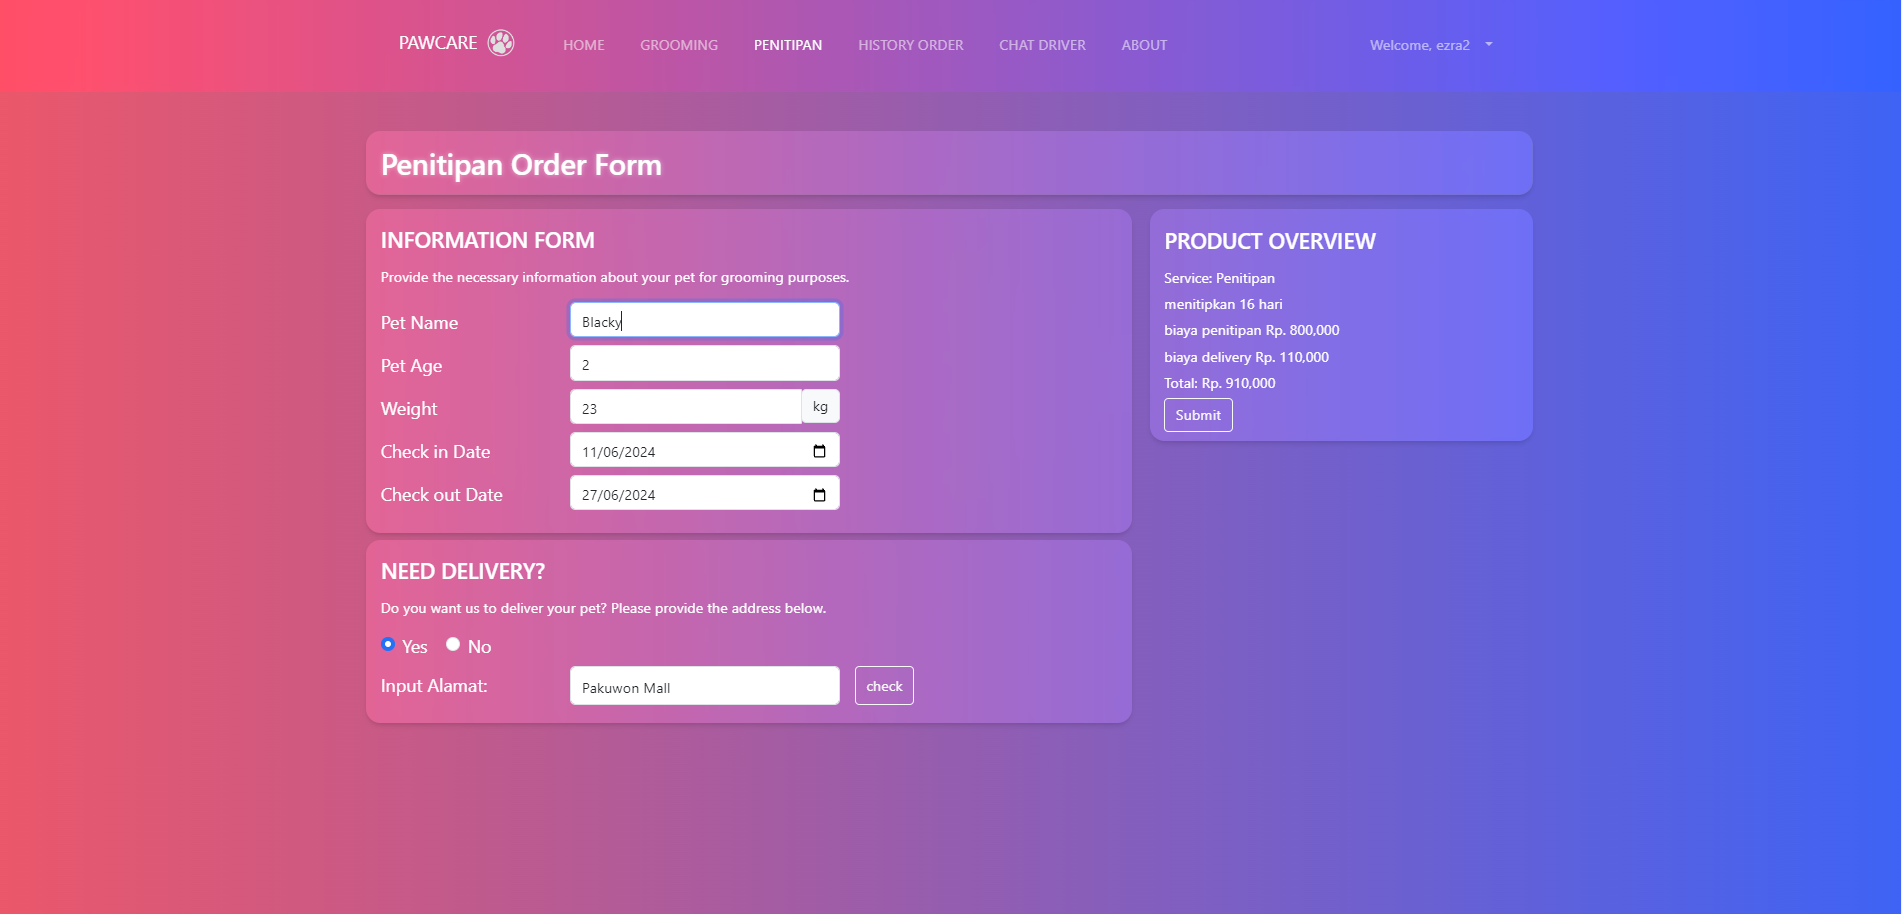 PAWCARE
HOME
GROOMING
PENITIPAN
HISTORY ORDER
CHAT DRIVER
ABOUT
Welcome, ezra2
Penitipan Order Form
INFORMATION FORM
Provide the necessary information about your pet for grooming purposes.
Pet Name
Blacky
Pet Age
2
Weight
23
kg
Check in Date
11/06/2024
Check out Date
27/06/2024
NEED DELIVERY?
Do you want us to deliver your pet? Please provide the address below.
Yes
No
Input Alamat:
Pakuwon Mall
check
PRODUCT OVERVIEW
Service: Penitipan
menitipkan 16 hari
biaya penitipan Rp. 800,000
biaya delivery Rp. 110,000
Total: Rp. 910,000
Submit